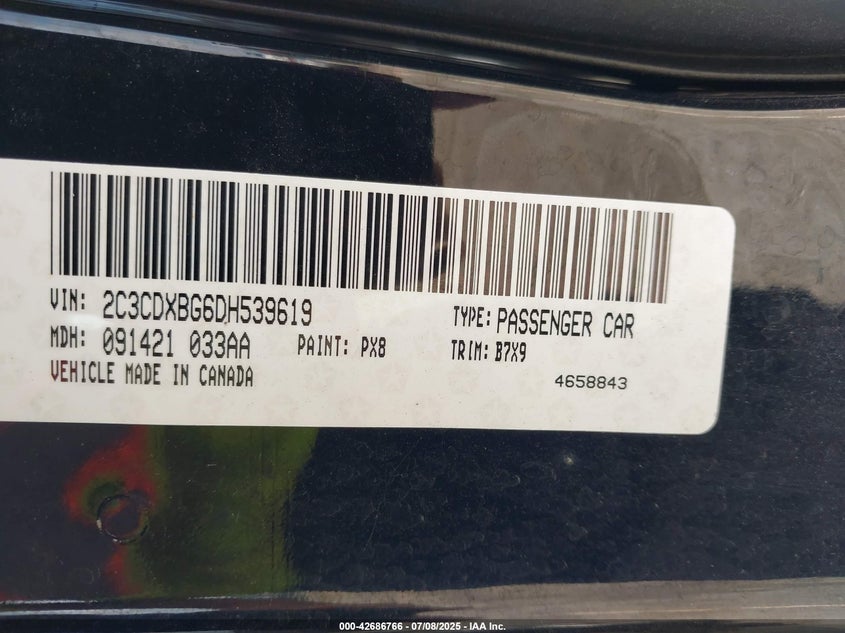 VIN: 2C3CDXBG6DH539619 TYPE: PASSENGER CAR
MDH: 091421 033AA PAINT: PX8 TRIM: B7X9
VEHICLE MADE IN CANADA 4658843
000-42686766 - 07/08/2025 - IAA Inc.